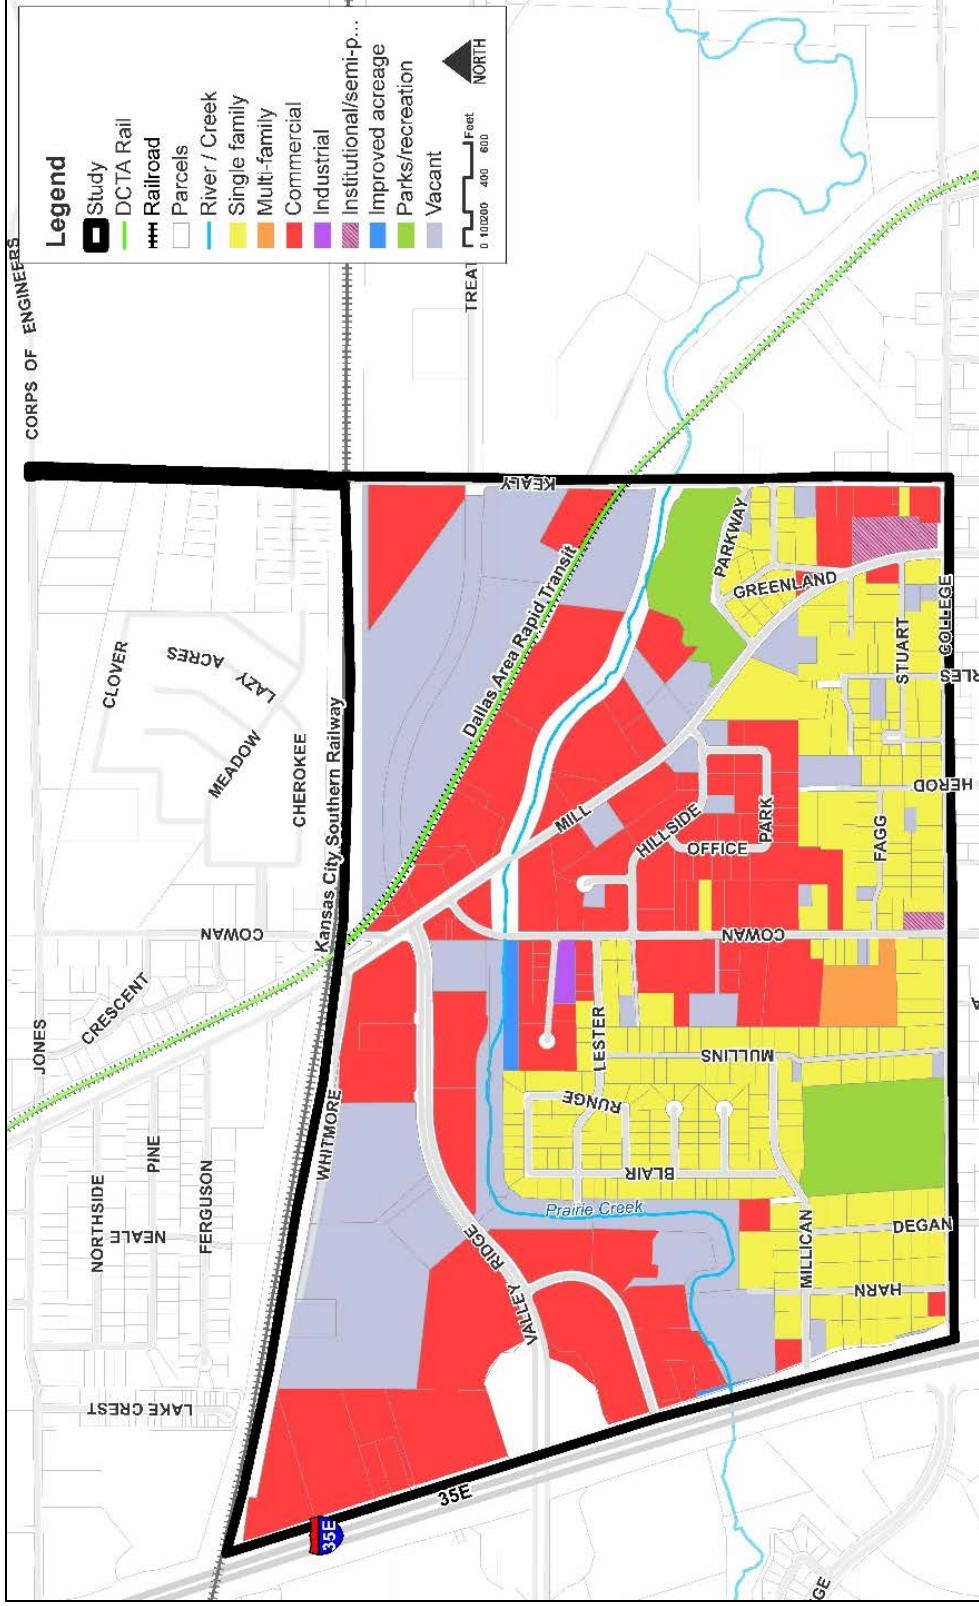 Legend
Study
DCTA Rail
Railroad
Parcels
River / Creek
Single family
Multi-family
Commercial
Industrial
Institutional/semi-p...
Improved acreage
Parks/recreation
Vacant
0 100200 400 600
Feet
NORTH
CORPS OF ENGINEERS
TREAT
JONES
CLOVER
ACRES
LAZY
MEADOW
CHEROKEE
COWAN
CRESCENT
NORTHSIDE
PINE
NEALE
FERGUSON
LAKE CREST
Kansas City Southern Railway
WHITMORE
KEALY
Dallas Area Rapid Transit
PARKWAY
GREENLAND
MILL
HILLSIDE
OFFICE
PARK
STUART
COLLEGE
RLES
HEROD
FAGG
COWAN
LESTER
MULLINS
RUNGE
BLAIR
Prairie Creek
VALLEY RIDGE
MILLICAN
DEGAN
HARN
35E
35E
GE